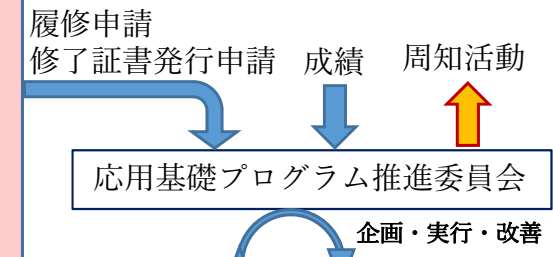 履修申請
修了証書発行申請
成績
周知活動
応用基礎プログラム推進委員会
企画・実行・改善